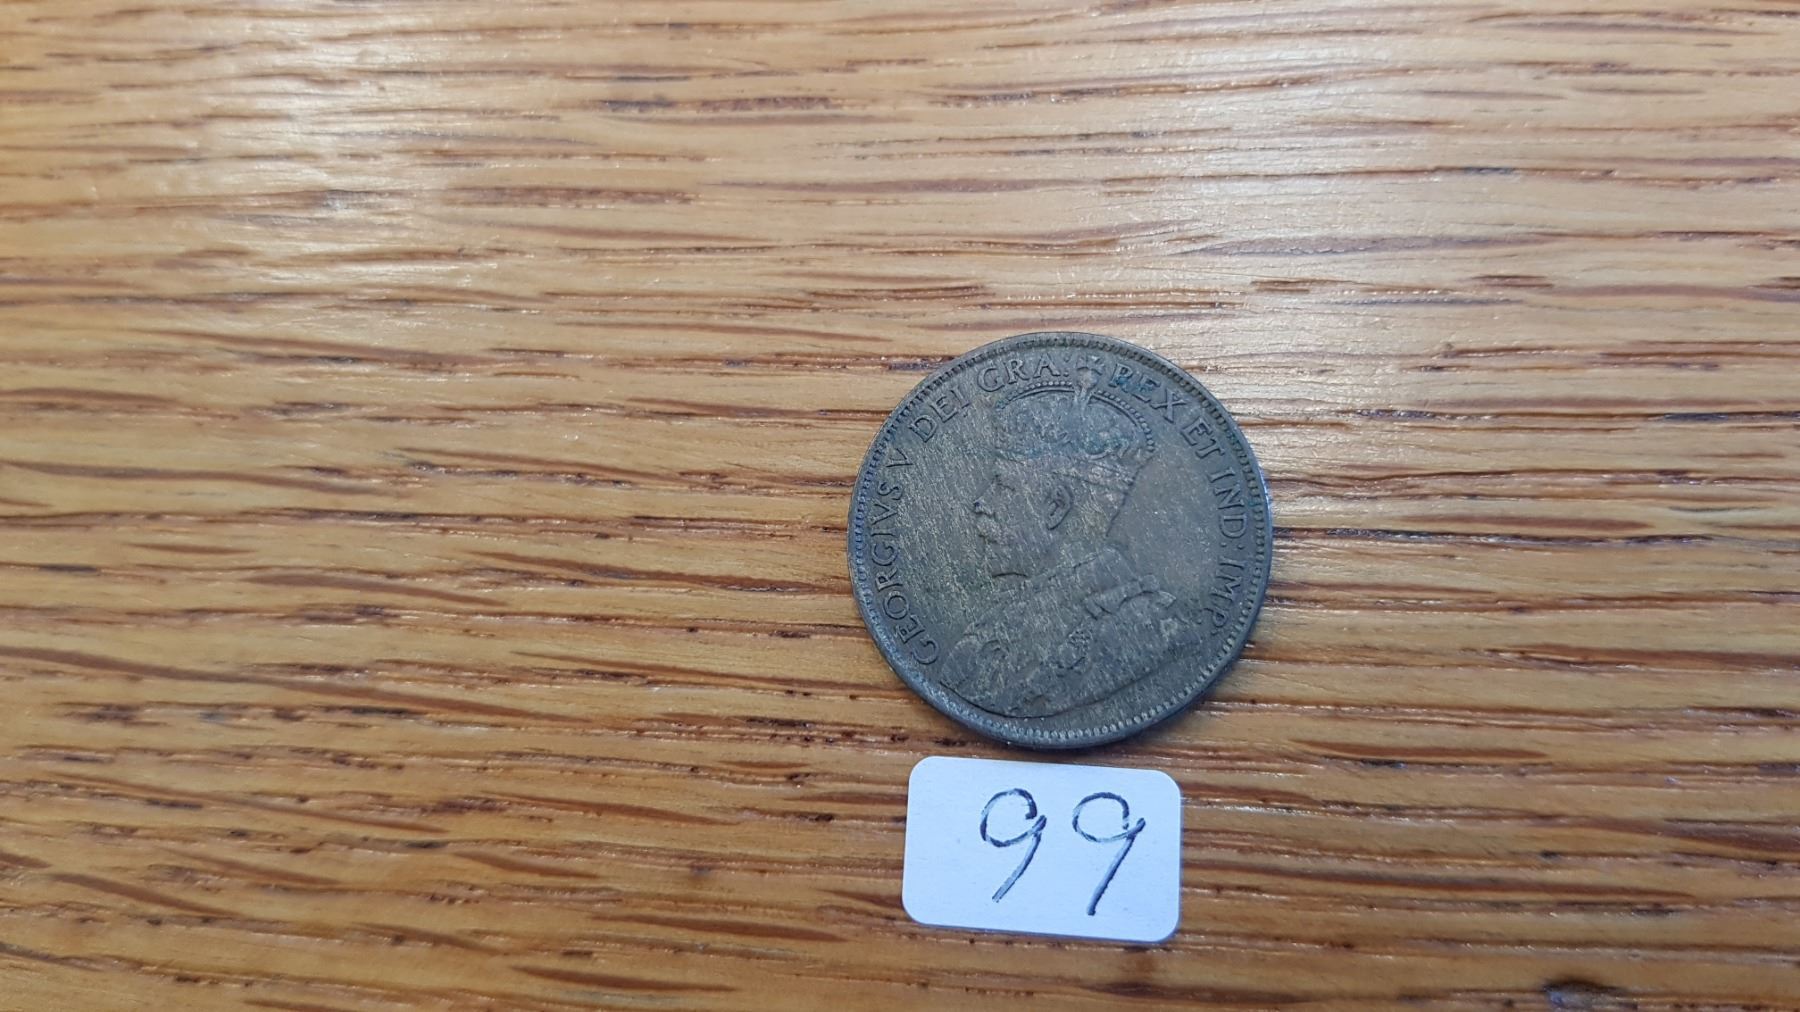 GEORGIVS V DEI GRA: REX ET IND: IMP:
99